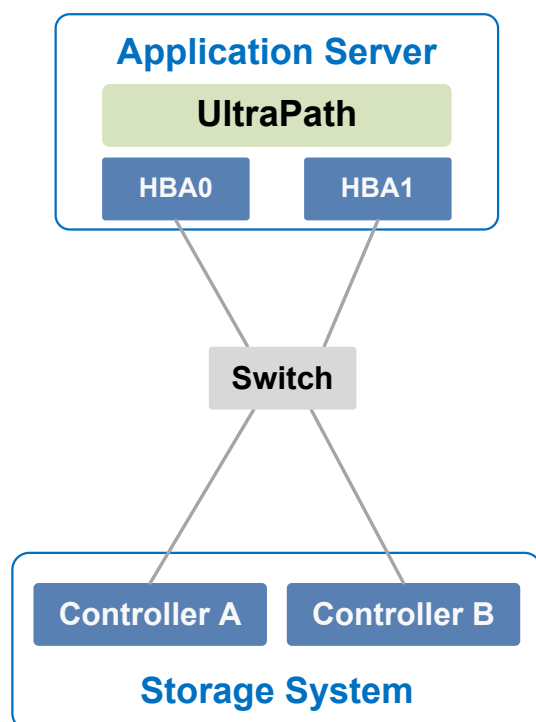 Application Server
UltraPath
HBA0 HBA1
Switch
Controller A Controller B
Storage System